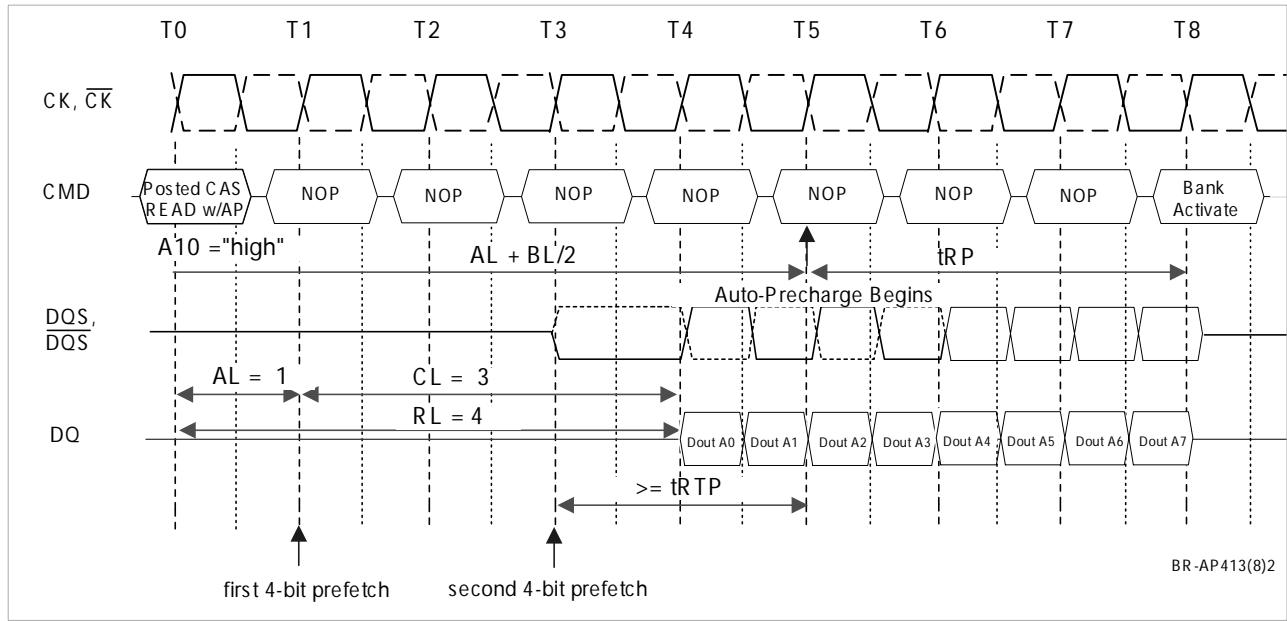 T0 T1 T2 T3 T4 T5 T6 T7 T8
CK, CK
CMD
Posted CAS
READ w/AP
NOP NOP NOP NOP NOP NOP NOP
Bank
Activate
A10 ="high"
AL + BL/2
tRP
Auto-Precharge Begins
DQS,
DQS
AL = 1
CL = 3
RL = 4
DQ
Dout A0 Dout A1 Dout A2 Dout A3 Dout A4 Dout A5 Dout A6 Dout A7
>= tRTP
first 4-bit prefetch
second 4-bit prefetch
BR-AP413(8)2